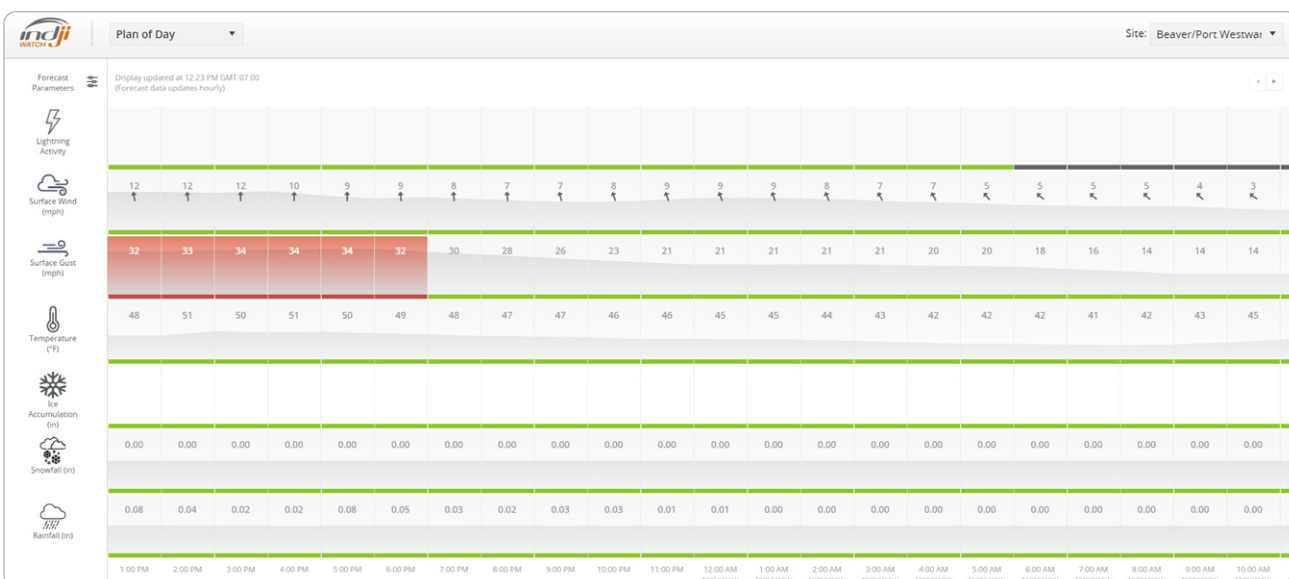 indji
WATCH
Plan of Day
Site: Beaver/Port Westwar
Forecast
Parameters
Display updated at 12:23 PM GMT-07:00
(Forecast data updates hourly)
Lightning
Activity
Surface Wind
(mph)
12 12 12 10 9 9 8 7 7 8 9 9 9 8 7 7 5 5 5 5 4 3
Surface Gust
(mph)
32 33 34 34 34 32 30 28 26 23 21 21 21 21 21 20 20 18 16 14 14 14
Temperature
(°F)
48 51 50 51 50 49 48 47 47 46 46 45 45 44 43 42 42 42 41 42 43 45
Ice
Accumulation
(in)
Snowfall (in)
0.00 0.00 0.00 0.00 0.00 0.00 0.00 0.00 0.00 0.00 0.00 0.00 0.00 0.00 0.00 0.00 0.00 0.00 0.00 0.00 0.00 0.00
Rainfall (in)
0.08 0.04 0.02 0.02 0.08 0.05 0.03 0.02 0.03 0.03 0.01 0.01 0.00 0.00 0.00 0.00 0.00 0.00 0.00 0.00 0.00 0.00
1:00 PM 2:00 PM 3:00 PM 4:00 PM 5:00 PM 6:00 PM 7:00 PM 8:00 PM 9:00 PM 10:00 PM 11:00 PM 12:00 AM 1:00 AM 2:00 AM 3:00 AM 4:00 AM 5:00 AM 6:00 AM 7:00 AM 8:00 AM 9:00 AM 10:00 AM